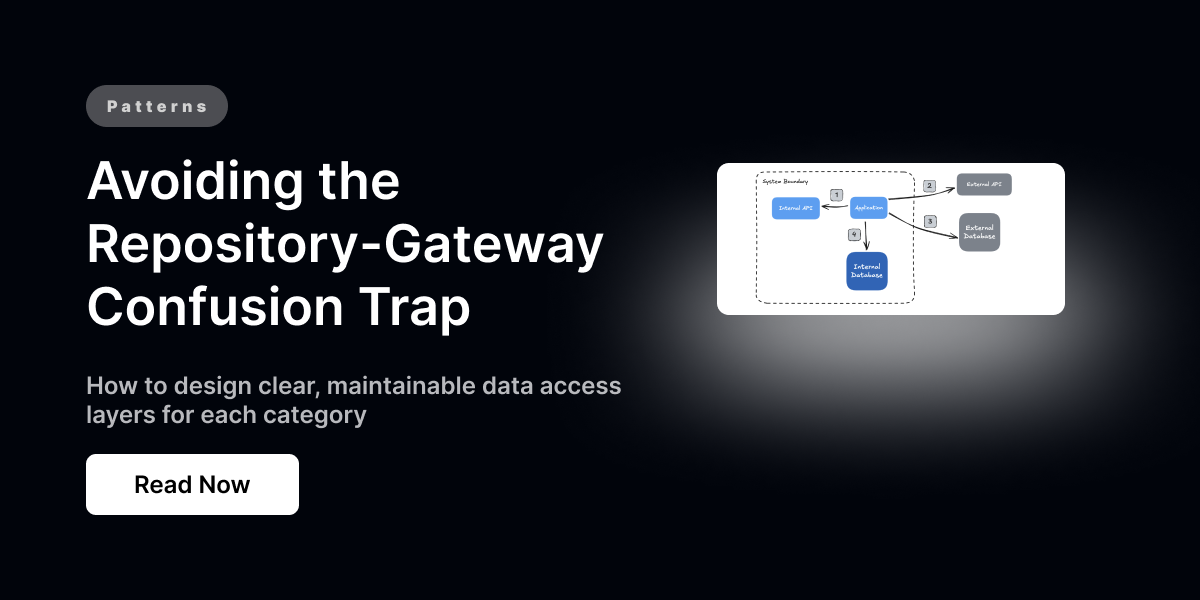 Patterns
Avoiding the
Repository-Gateway
Confusion Trap
How to design clear, maintainable data access
layers for each category
Read Now
System Boundary
1
2
External API
Internal API
Application
3
External
Database
4
Internal
Database